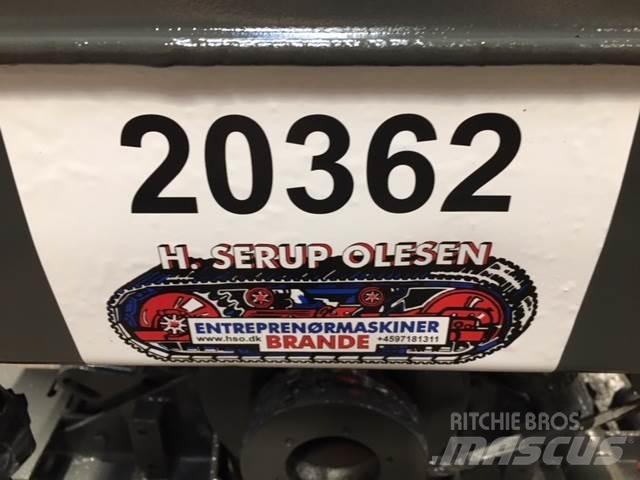 20362
H. SERUP OLESEN
ENTREPRENØRMASKINER
www.hso.dk BRANDE +4597181311
RITCHIE BROS.
MASCUS